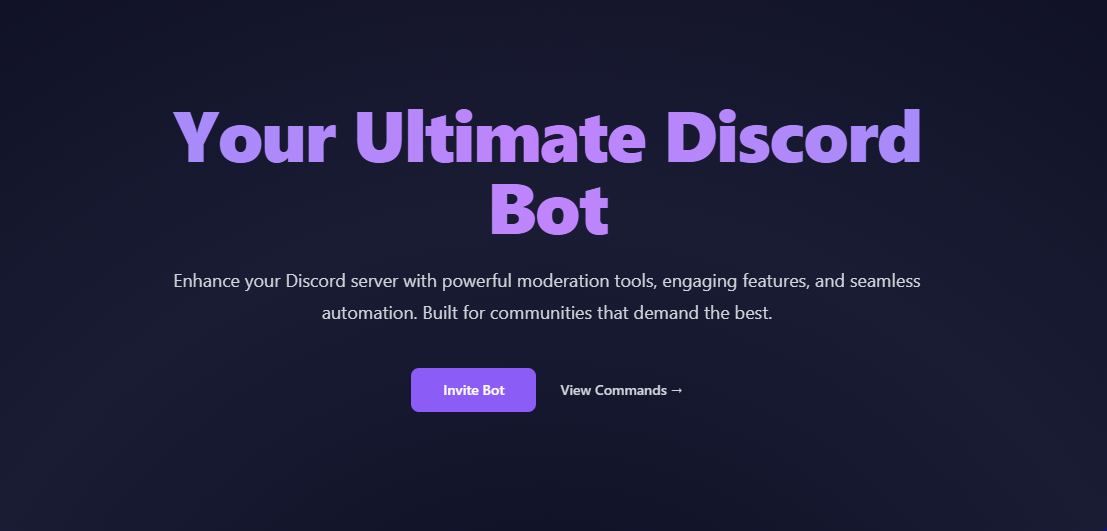 Your Ultimate Discord
Bot
Enhance your Discord server with powerful moderation tools, engaging features, and seamless
automation. Built for communities that demand the best.
Invite Bot
View Commands →